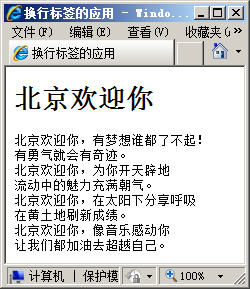 换行标签的应用 - Windo...
文件(F) 编辑(E) 查看(V) 收藏夹(
换行标签的应用
北京欢迎你
北京欢迎你，有梦想谁都了不起！
有勇气就会有奇迹。
北京欢迎你，为你开天辟地
流动中的魅力充满朝气。
北京欢迎你，在太阳下分享呼吸
在黄土地刷新成绩。
北京欢迎你，像音乐感动你
让我们都加油去超越自己。
计算机 | 保护模 100%